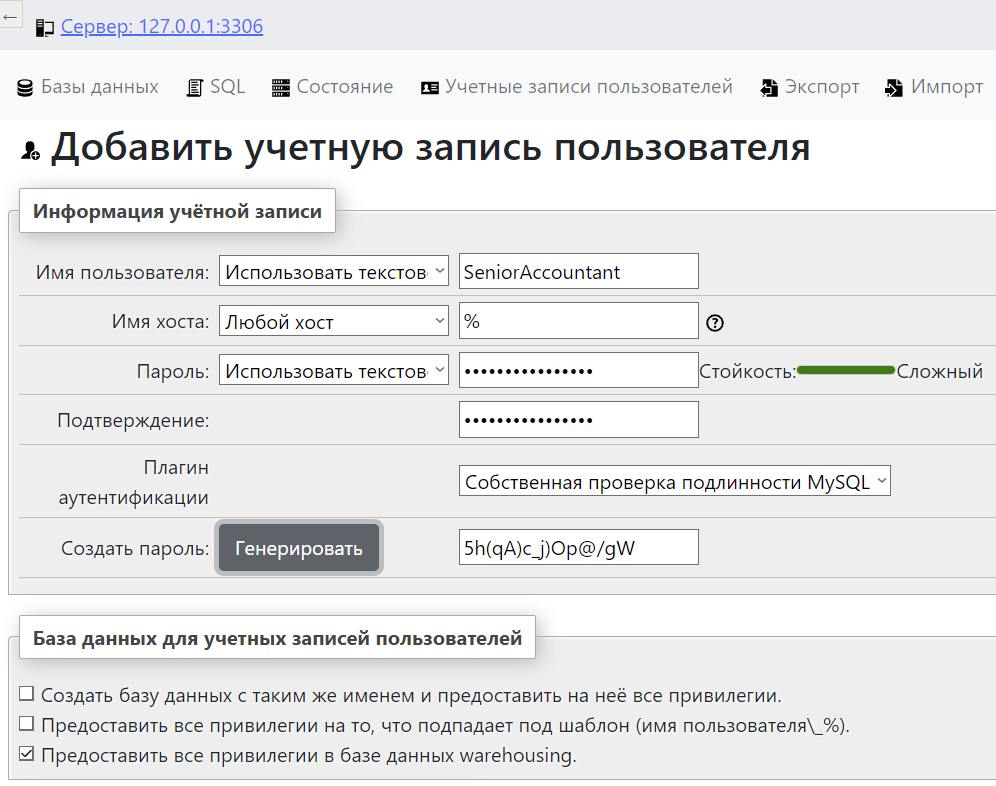 ←
Сервер: 127.0.0.1:3306
Базы данных SQL Состояние Учетные записи пользователей Экспорт Импорт
Добавить учетную запись пользователя
Информация учётной записи
Имя пользователя: Использовать текстов SeniorAccountant
Имя хоста: Любой хост %
Пароль: Использовать текстов •••••••••••••••• Стойкость: Сложный
Подтверждение: ••••••••••••••••
Плагин
аутентификации
Собственная проверка подлинности MySQL
Создать пароль: Генерировать 5h(qA)c_j)Op@/gW
База данных для учетных записей пользователей
Создать базу данных с таким же именем и предоставить на неё все привилегии.
Предоставить все привилегии на то, что подпадает под шаблон (имя пользователя\_%).
Предоставить все привилегии в базе данных warehousing.